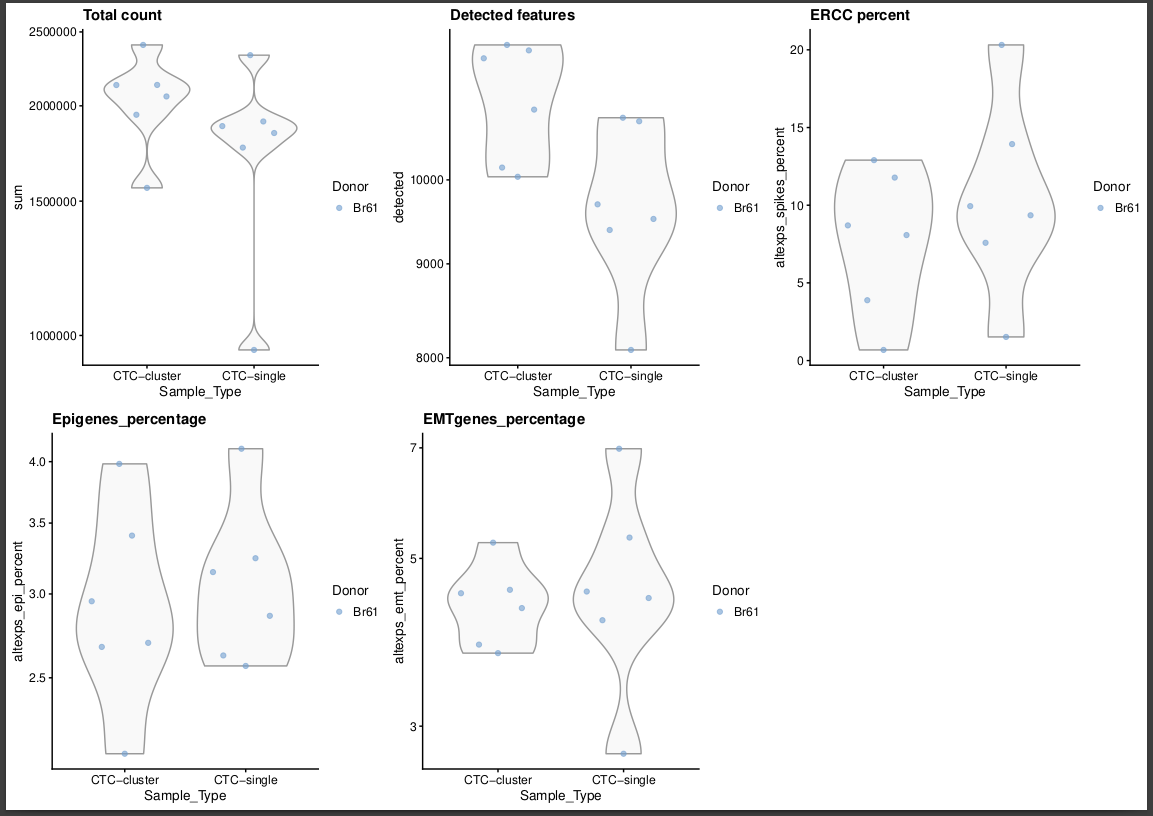 Total count
2500000
2000000
1500000
1000000
sum
CTC−cluster
CTC−single
Sample_Type
Donor
Br61
Detected features
10000
9000
8000
detected
CTC−cluster
CTC−single
Sample_Type
Donor
Br61
ERCC percent
20
15
10
5
0
altexps_spikes_percent
CTC−cluster
CTC−single
Sample_Type
Donor
Br61
Epigenes_percentage
4.0
3.5
3.0
2.5
altexps_epi_percent
CTC−cluster
CTC−single
Sample_Type
Donor
Br61
EMTgenes_percentage
7
5
3
altexps_emt_percent
CTC−cluster
CTC−single
Sample_Type
Donor
Br61